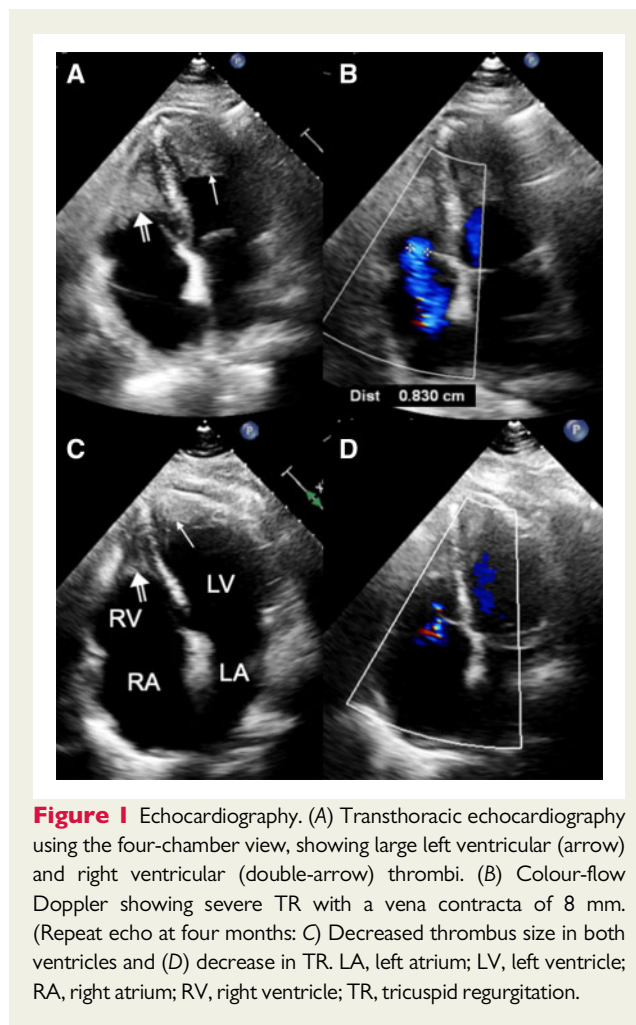 A
B
Dist 0.830 cm
C
D
LV
RV
RA
LA
Figure 1 Echocardiography. (A) Transthoracic echocardiography
using the four-chamber view, showing large left ventricular (arrow)
and right ventricular (double-arrow) thrombi. (B) Colour-flow
Doppler showing severe TR with a vena contracta of 8 mm.
(Repeat echo at four months: C) Decreased thrombus size in both
ventricles and (D) decrease in TR. LA, left atrium; LV, left ventricle;
RA, right atrium; RV, right ventricle; TR, tricuspid regurgitation.